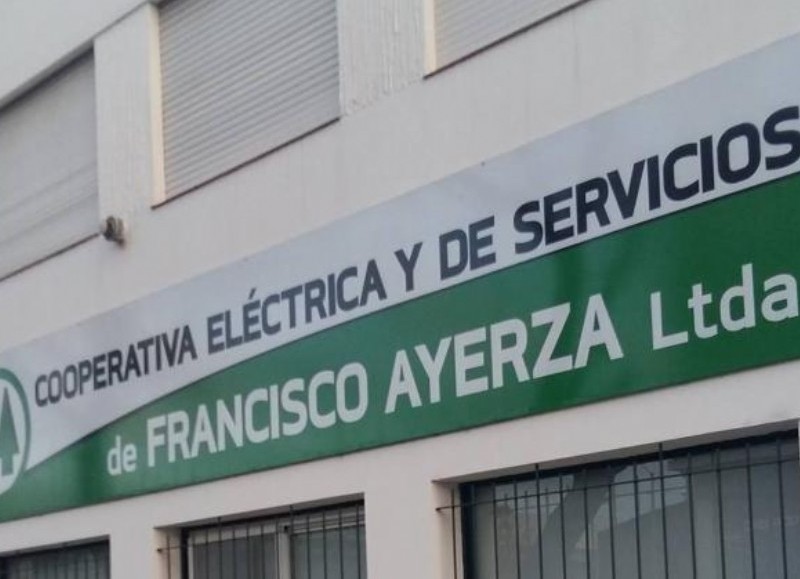 COOPERATIVA ELÉCTRICA Y DE SERVICIOS
de FRANCISCO AYERZA Ltda